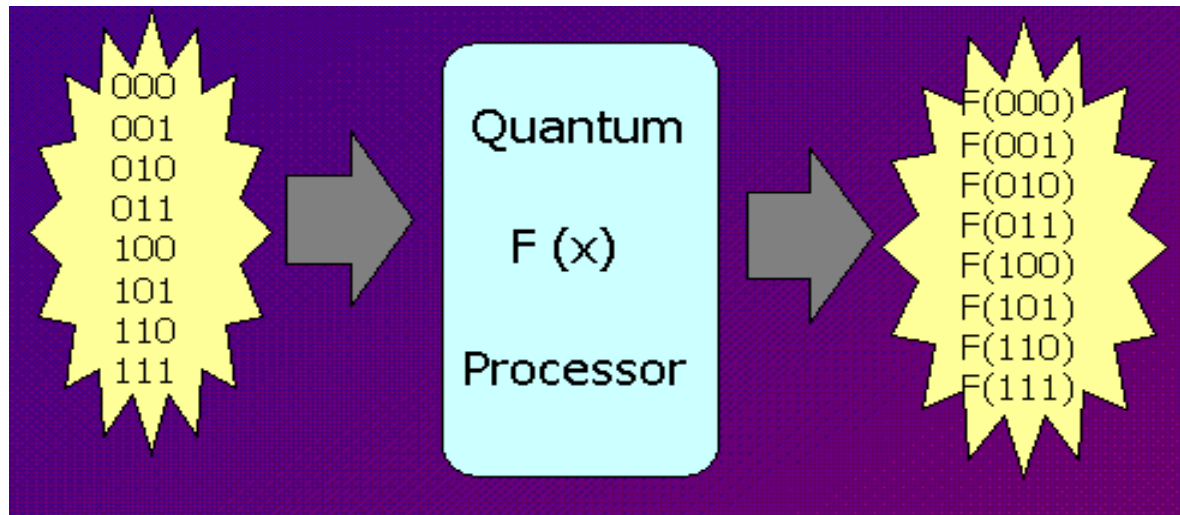 000
001
010
011
100
101
110
111
Quantum
F (x)
Processor
F(000)
F(001)
F(010)
F(011)
F(100)
F(101)
F(110)
F(111)